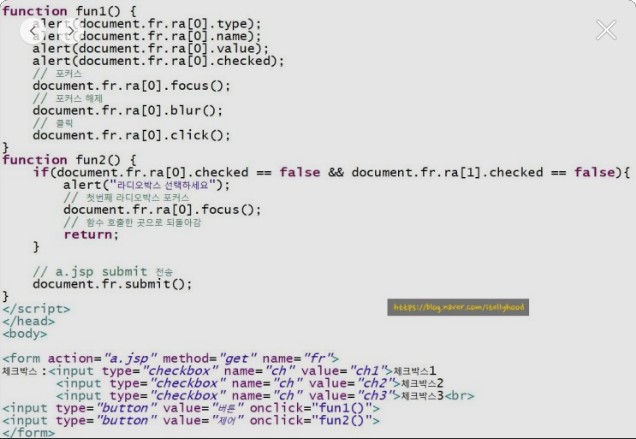 function fun1() {
alert(document.fr.ra[0].type);
alert(document.fr.ra[0].name);
alert(document.fr.ra[0].value);
alert(document.fr.ra[0].checked);
// 포커스
document.fr.ra[0].focus();
// 포커스 해제
document.fr.ra[0].blur();
// 클릭
document.fr.ra[0].click();
}
function fun2() {
if(document.fr.ra[0].checked == false && document.fr.ra[1].checked == false){
alert("라디오박스 선택하세요");
// 첫번째 라디오박스 포커스
document.fr.ra[0].focus();
// 함수 호출한 곳으로 되돌아감
return;
}
// a.jsp submit 전송
document.fr.submit();
}
https://blog.naver.com/itellyhood
</script>
</head>
<body>
<form action="a.jsp" method="get" name="fr">
체크박스 :<input type="checkbox" name="ch" value="ch1">체크박스1
<input type="checkbox" name="ch" value="ch2">체크박스2
<input type="checkbox" name="ch" value="ch3">체크박스3<br>
<input type="button" value="버튼" onclick="fun1()">
<input type="button" value="제어" onclick="fun2()">
</form>